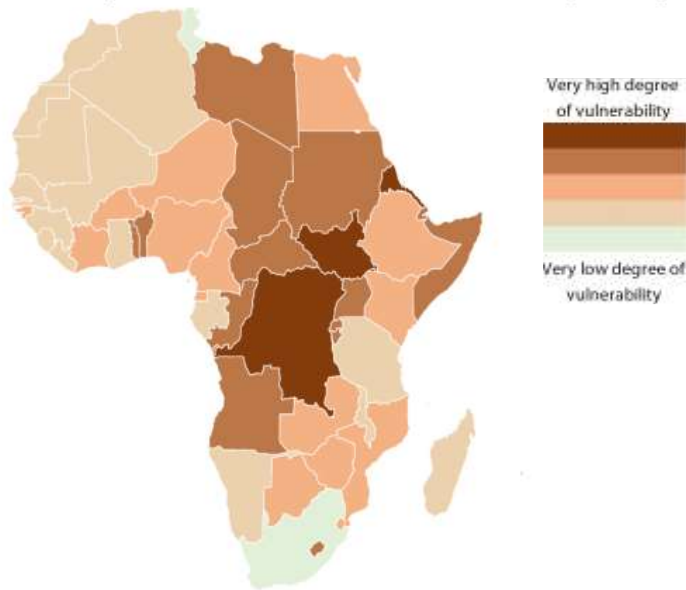 Very high degree
of vulnerability
Very low degree of
vulnerability